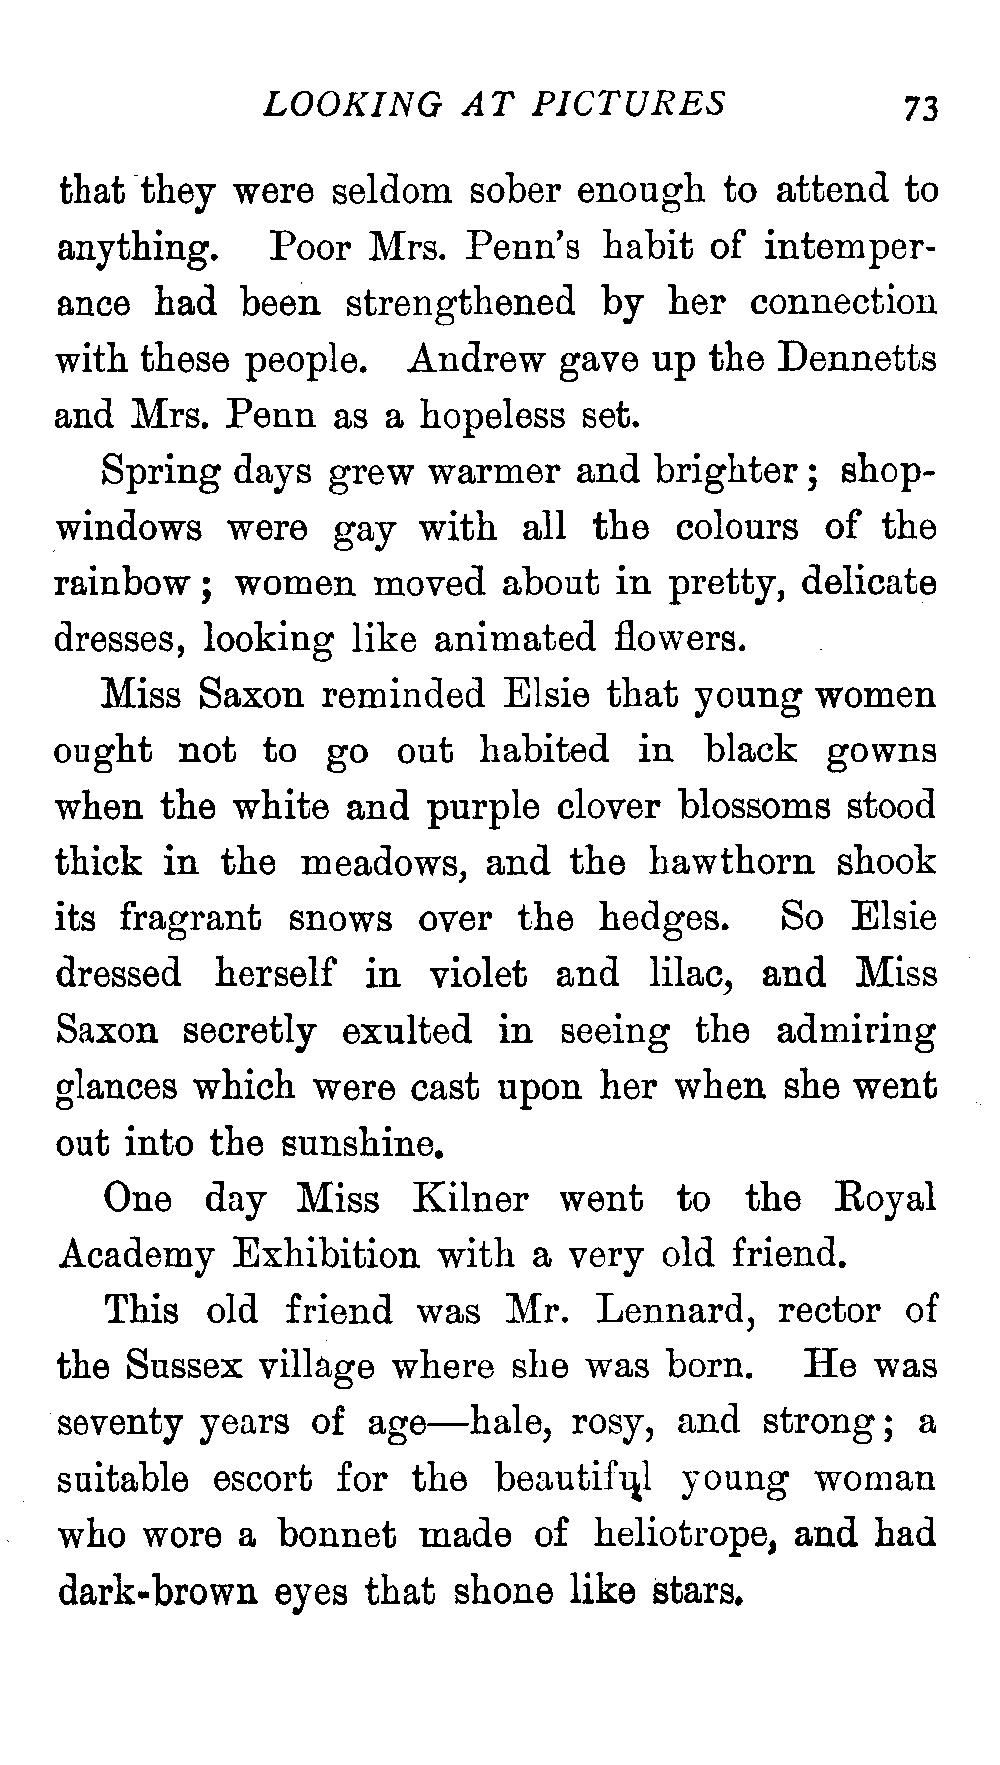 LOOKING AT PICTURES 73
that they were seldom sober enough to attend to
anything. Poor Mrs. Penn's habit of intemper-
ance had been strengthened by her connection
with these people. Andrew gave up the Dennetts
and Mrs. Penn as a hopeless set.
Spring days grew warmer and brighter; shop-
windows were gay with all the colours of the
rainbow; women moved about in pretty, delicate
dresses, looking like animated flowers.
Miss Saxon reminded Elsie that young women
ought not to go out habited in black gowns
when the white and purple clover blossoms stood
thick in the meadows, and the hawthorn shook
its fragrant snows over the hedges. So Elsie
dressed herself in violet and lilac, and Miss
Saxon secretly exulted in seeing the admiring
glances which were cast upon her when she went
out into the sunshine.
One day Miss Kilner went to the Royal
Academy Exhibition with a very old friend.
This old friend was Mr. Lennard, rector of
the Sussex village where she was born. He was
seventy years of age—hale, rosy, and strong; a
suitable escort for the beautiful young woman
who wore a bonnet made of heliotrope, and had
dark-brown eyes that shone like stars.